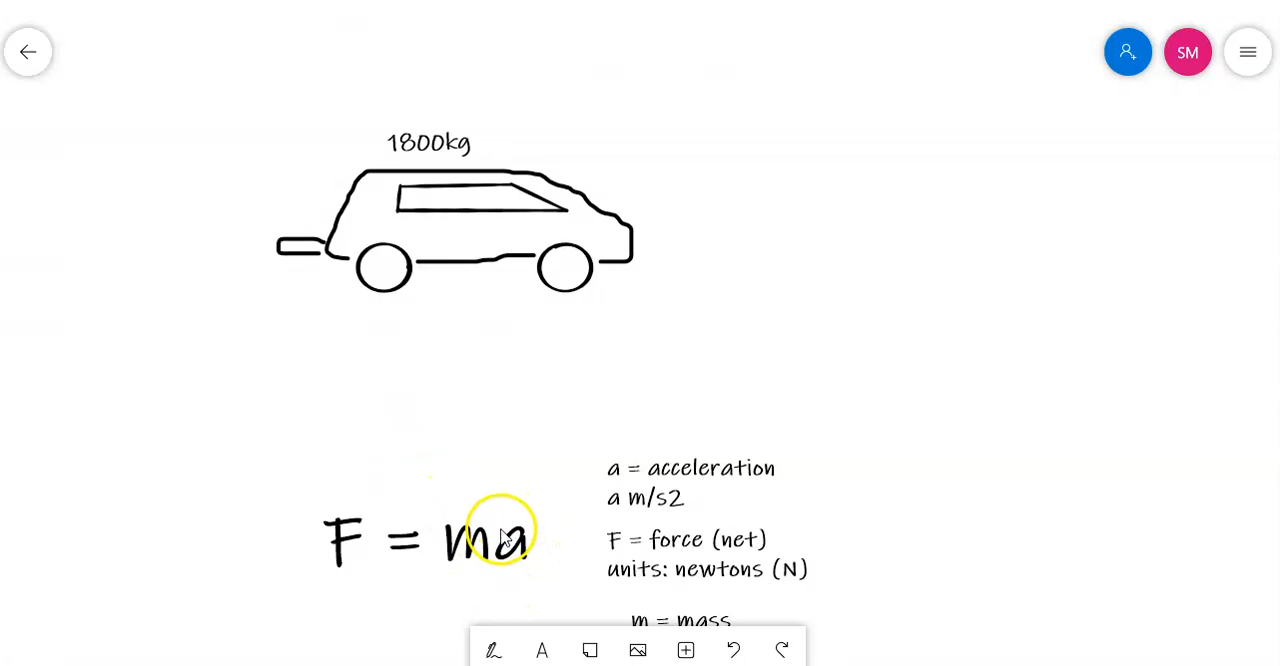 SM
1800kg
a = acceleration
a m/s2
F = ma
F = force (net)
units: newtons (N)
m = mass
A